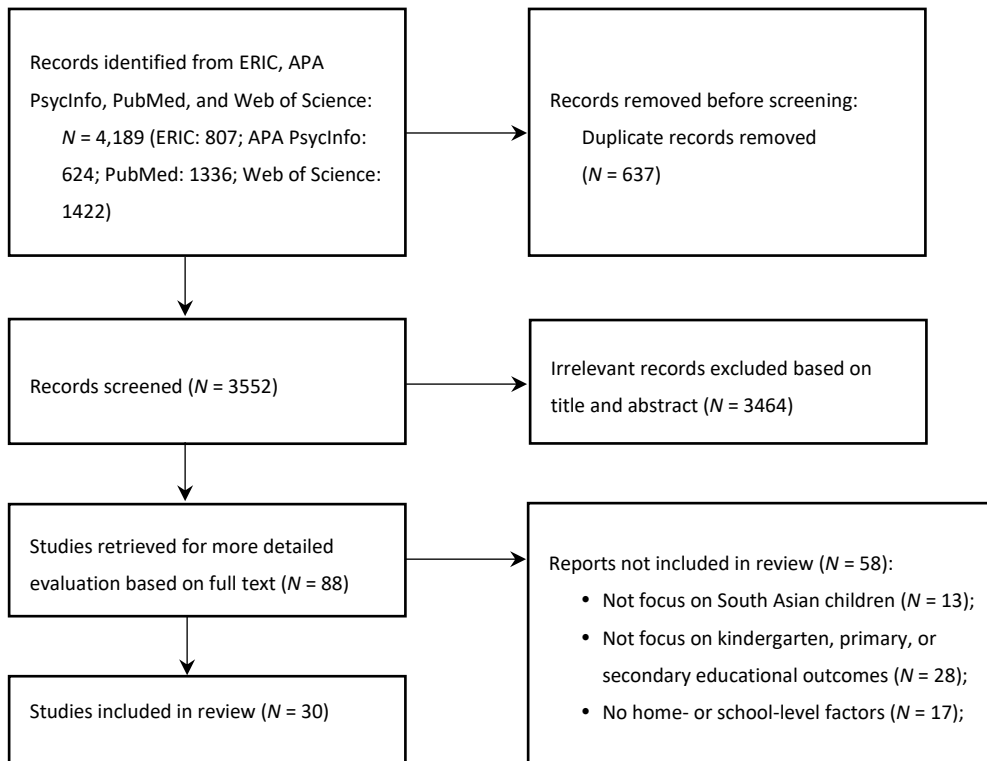 Records identified from ERIC, APA
PsycInfo, PubMed, and Web of Science:
N = 4,189 (ERIC: 807; APA PsycInfo:
624; PubMed: 1336; Web of Science:
1422)
Records removed before screening:
Duplicate records removed
(N = 637)
Records screened (N = 3552)
Irrelevant records excluded based on
title and abstract (N = 3464)
Studies retrieved for more detailed
evaluation based on full text (N = 88)
Reports not included in review (N = 58):
• Not focus on South Asian children (N = 13);
• Not focus on kindergarten, primary, or
secondary educational outcomes (N = 28);
• No home- or school-level factors (N = 17);
Studies included in review (N = 30)